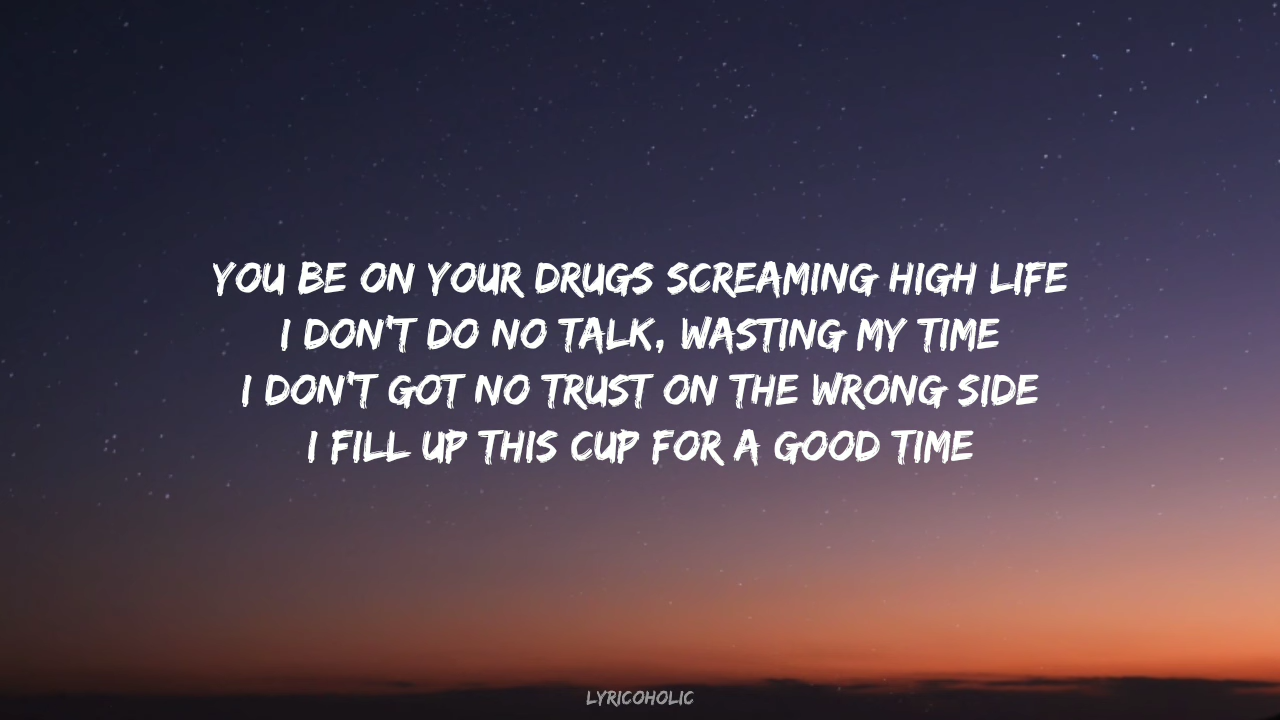 YOU BE ON YOUR DRUGS SCREAMING HIGH LIFE
I DON'T DO NO TALK, WASTING MY TIME
I DON'T GOT NO TRUST ON THE WRONG SIDE
I FILL UP THIS CUP FOR A GOOD TIME
LYRICOHOLIC